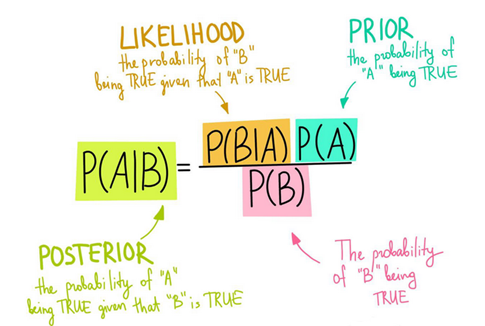 LIKELIHOOD
the probability of "B"
being TRUE given that "A" is TRUE
PRIOR
the probability of
"A" being TRUE
P(A|B) = P(B|A) P(A)
P(B)
POSTERIOR
the probability of "A"
being TRUE given that "B" is TRUE
The probability
of "B" being
TRUE